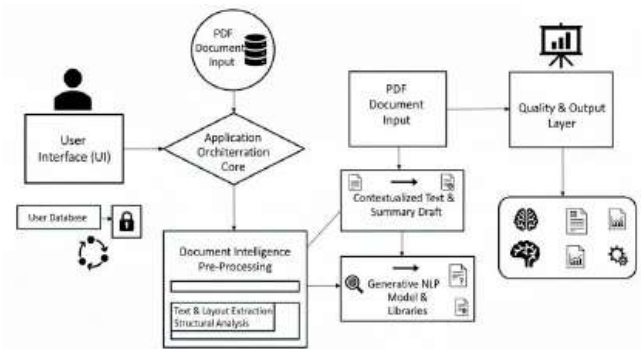 PDF
Document
Input
User
Interface (UI)
Application
Orchiterration
Core
PDF
Document
Input
Quality & Output
Layer
Contextualized Text &
Summary Draft
User Database
Document Intelligence
Pre-Processing
Text & Layout Extraction
Structural Analysis
Generative NLP
Model &
Libraries